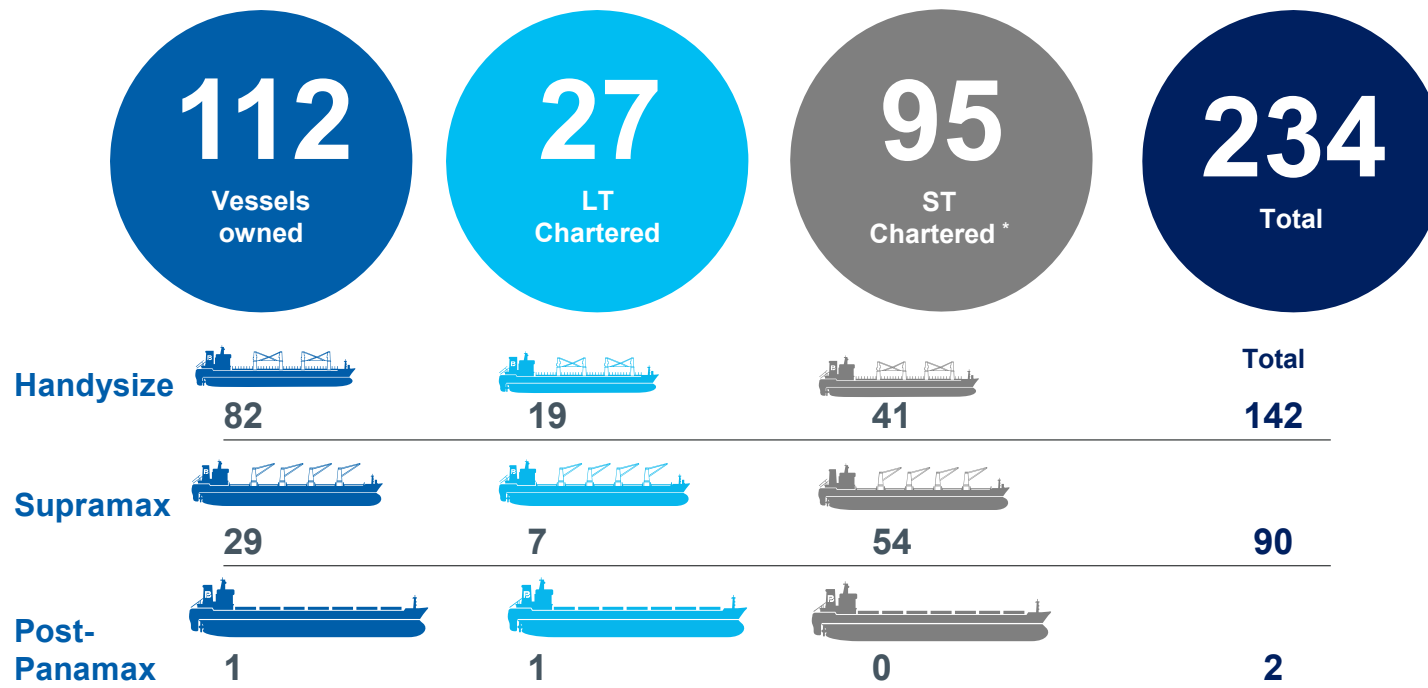 112
Vessels
owned
27
LT
Chartered
95
ST
Chartered *
234
Total
Total
Handysize
82 19 41 142
Supramax
29 7 54 90
Post-
Panamax
1 1 0 2